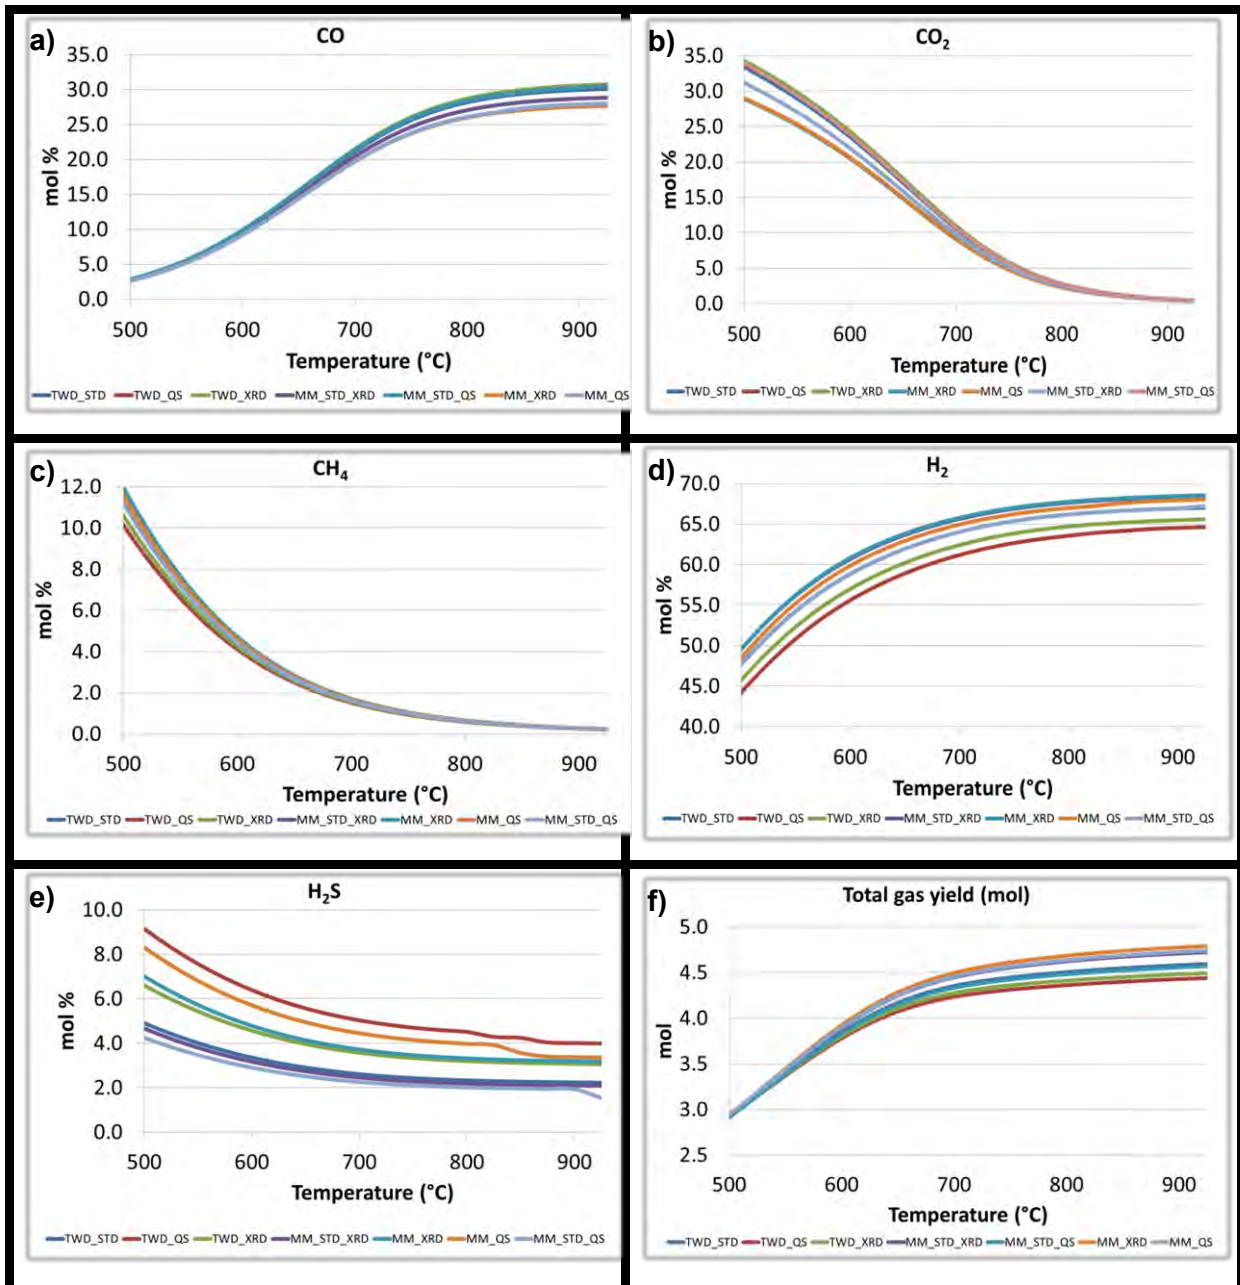 a)
CO
35.0
30.0
25.0
20.0
15.0
10.0
5.0
0.0
mol %
500 600 700 800 900
Temperature (°C)
TWD_STD TWD_QS TWD_XRD MM_STD_XRD MM_STD_QS MM_XRD MM_QS
b)
CO2
35.0
30.0
25.0
20.0
15.0
10.0
5.0
0.0
mol %
500 600 700 800 900
Temperature (°C)
TWD_STD TWD_QS TWD_XRD MM_XRD MM_QS MM_STD_XRD MM_STD_QS
c)
CH4
12.0
10.0
8.0
6.0
4.0
2.0
0.0
mol %
500 600 700 800 900
Temperature (°C)
TWD_STD TWD_QS TWD_XRD MM_STD_XRD MM_XRD MM_QS MM_STD_QS
d)
H2
70.0
65.0
60.0
55.0
50.0
45.0
40.0
mol %
500 600 700 800 900
Temperature (°C)
TWD_STD TWD_QS TWD_XRD MM_STD_XRD MM_XRD MM_QS MM_STD_QS
e)
H2S
10.0
8.0
6.0
4.0
2.0
0.0
mol %
500 600 700 800 900
Temperature (°C)
TWD_STD TWD_QS TWD_XRD MM_STD_XRD MM_XRD MM_QS MM_STD_QS
f)
Total gas yield (mol)
5.0
4.5
4.0
3.5
3.0
2.5
mol
500 600 700 800 900
Temperature (°C)
TWD_STD TWD_QS TWD_XRD MM_STD_XRD MM_STD_QS MM_XRD MM_QS